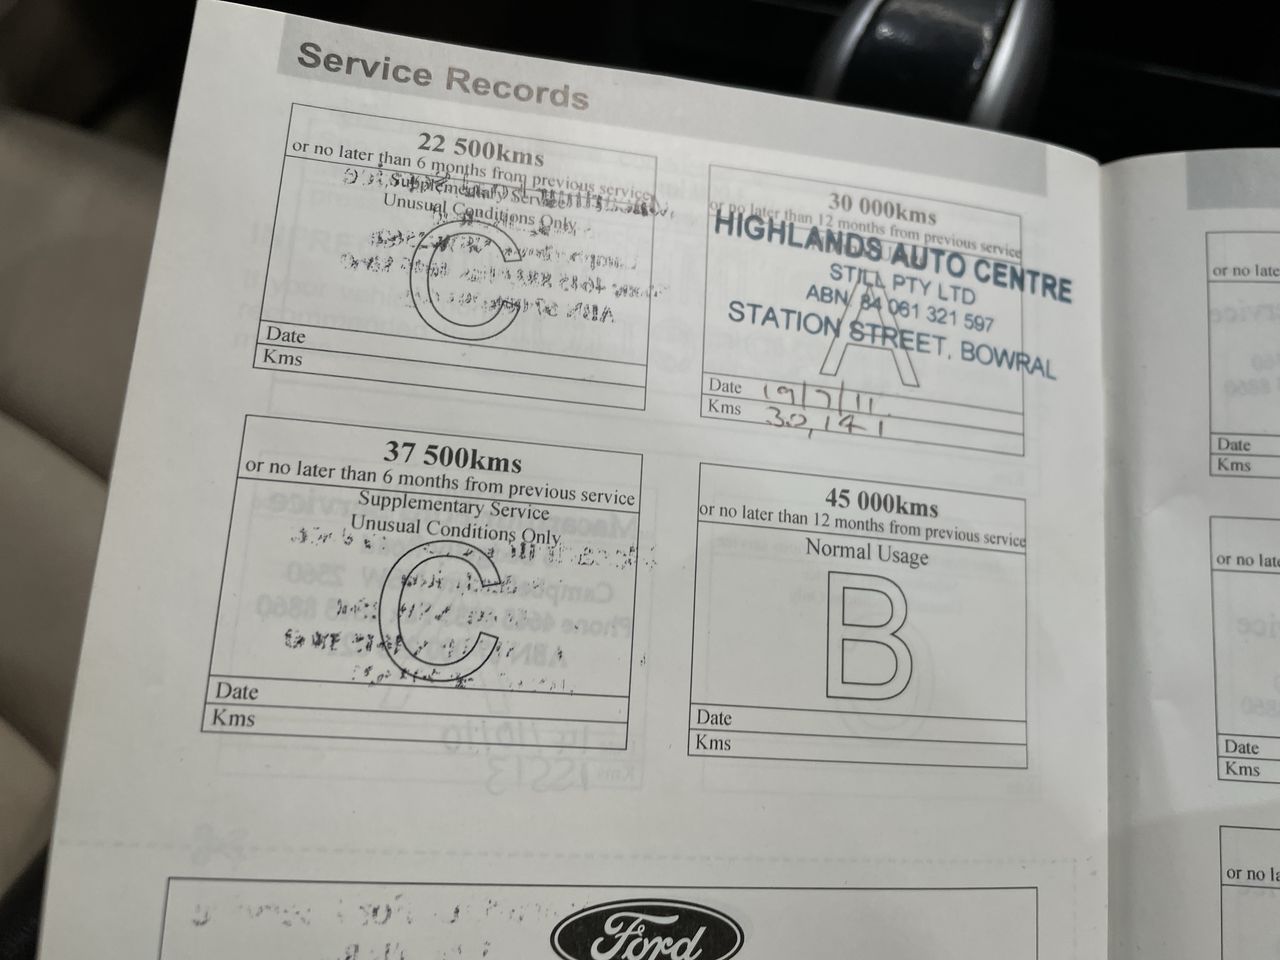 Service Records
22 500kms
or no later than 6 months from previous service
Supplementary Service
Unusual Conditions Only
C
Date
Kms
30 000kms
or no later than 12 months from previous service
HIGHLANDS AUTO CENTRE
STILL PTY LTD
ABN 84 061 321 597
STATION STREET, BOWRAL
A
Date 19/7/11
Kms 30,141
37 500kms
or no later than 6 months from previous service
Supplementary Service
Unusual Conditions Only
C
Date
Kms
45 000kms
or no later than 12 months from previous service
Normal Usage
B
Date
Kms
Ford
or no late
Date
Kms
or no late
Date
Kms
or no la